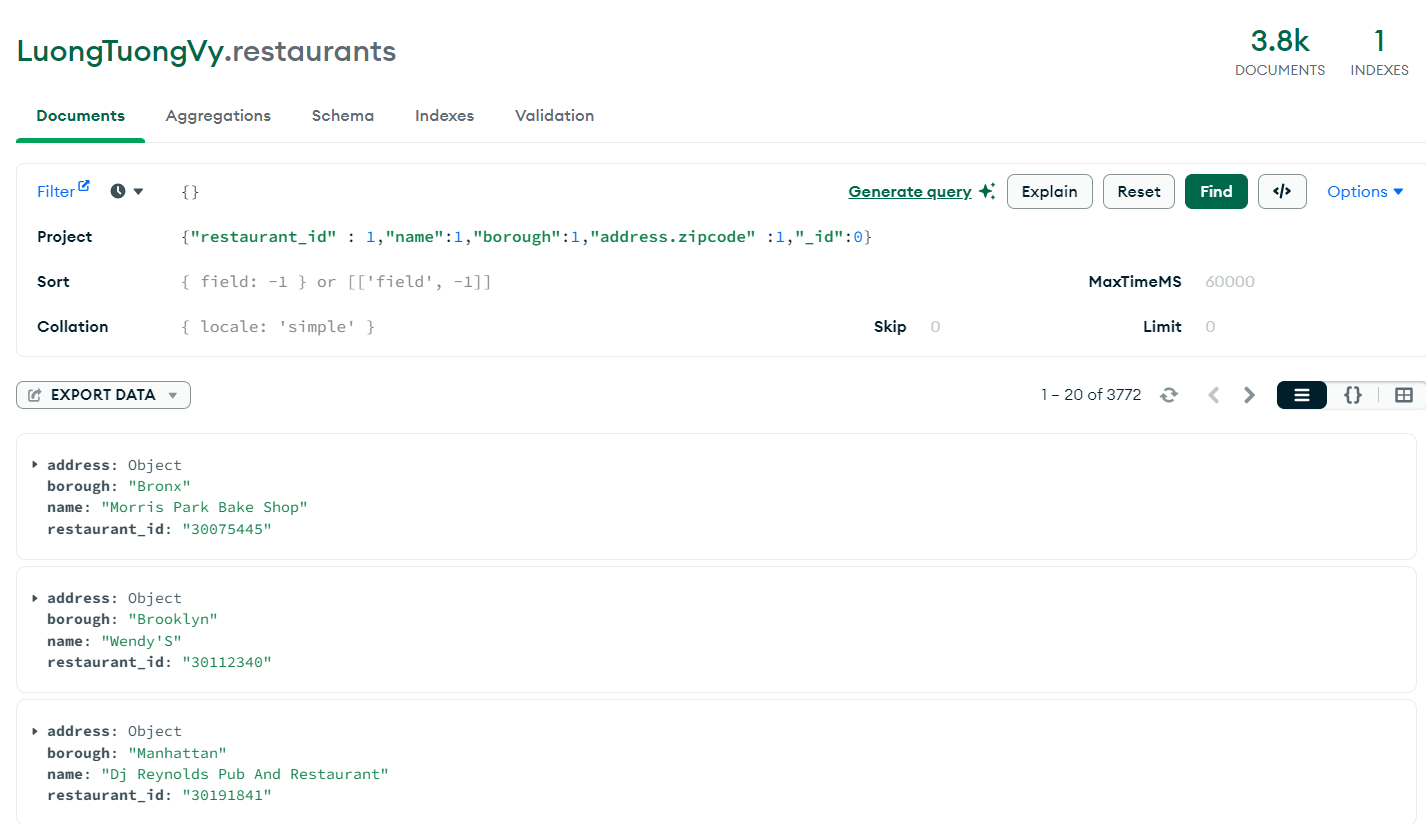 LuongTuongVy.restaurants
3.8k
DOCUMENTS
1
INDEXES
Documents
Aggregations
Schema
Indexes
Validation
Filter
{}
Generate query
Explain
Reset
Find
</>
Options
Project
{"restaurant_id" : 1,"name":1,"borough":1,"address.zipcode" :1,"_id":0}
Sort
{ field: -1 } or [['field', -1]]
MaxTimeMS
60000
Collation
{ locale: 'simple' }
Skip
0
Limit
0
EXPORT DATA
1 – 20 of 3772
{}
address: Object
borough: "Bronx"
name: "Morris Park Bake Shop"
restaurant_id: "30075445"
address: Object
borough: "Brooklyn"
name: "Wendy'S"
restaurant_id: "30112340"
address: Object
borough: "Manhattan"
name: "Dj Reynolds Pub And Restaurant"
restaurant_id: "30191841"